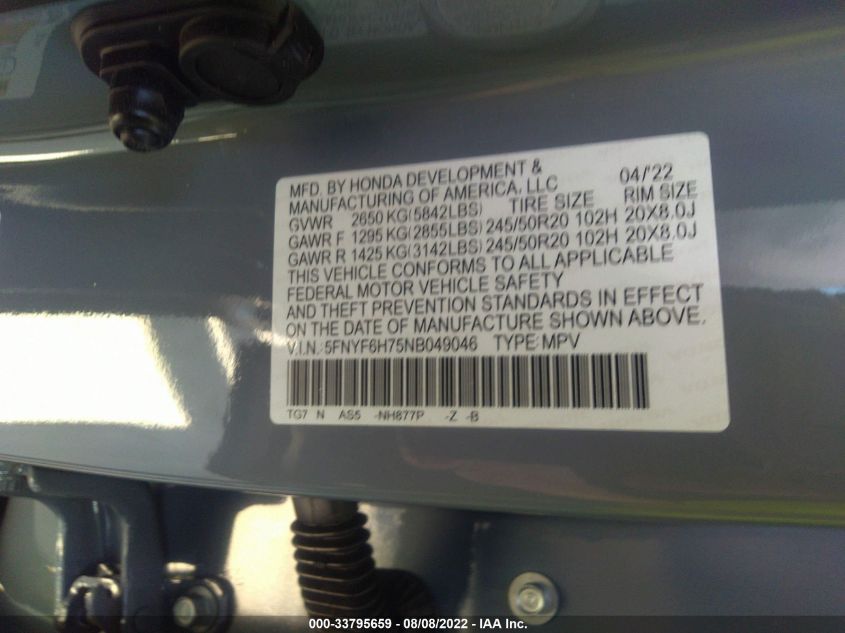 MFD. BY HONDA DEVELOPMENT & 04/'22
MANUFACTURING OF AMERICA, LLC
GVWR 2650 KG(5842LBS) TIRE SIZE RIM SIZE
GAWR F 1295 KG(2855LBS) 245/50R20 102H 20X8.0J
GAWR R 1425 KG(3142LBS) 245/50R20 102H 20X8.0J
THIS VEHICLE CONFORMS TO ALL APPLICABLE
FEDERAL MOTOR VEHICLE SAFETY
AND THEFT PREVENTION STANDARDS IN EFFECT
ON THE DATE OF MANUFACTURE SHOWN ABOVE.
V.I.N.:5FNYF6H75NB049046 TYPE:MPV
TG7 N AS5 -NH877P -Z -B
000-33795659 - 08/08/2022 - IAA Inc.